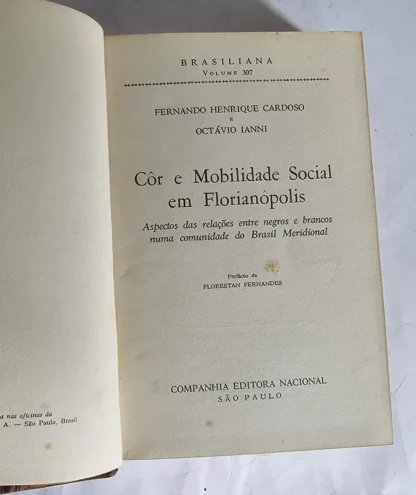 BRASILIANA
VOLUME 307
FERNANDO HENRIQUE CARDOSO
E
OCTÁVIO IANNI
Côr e Mobilidade Social
em Florianópolis
Aspectos das relações entre negros e brancos
numa comunidade do Brasil Meridional
Prefácio de
FLORESTAN FERNANDES
COMPANHIA EDITORA NACIONAL
SÃO PAULO
a nas oficinas da
A. — São Paulo, Brasil